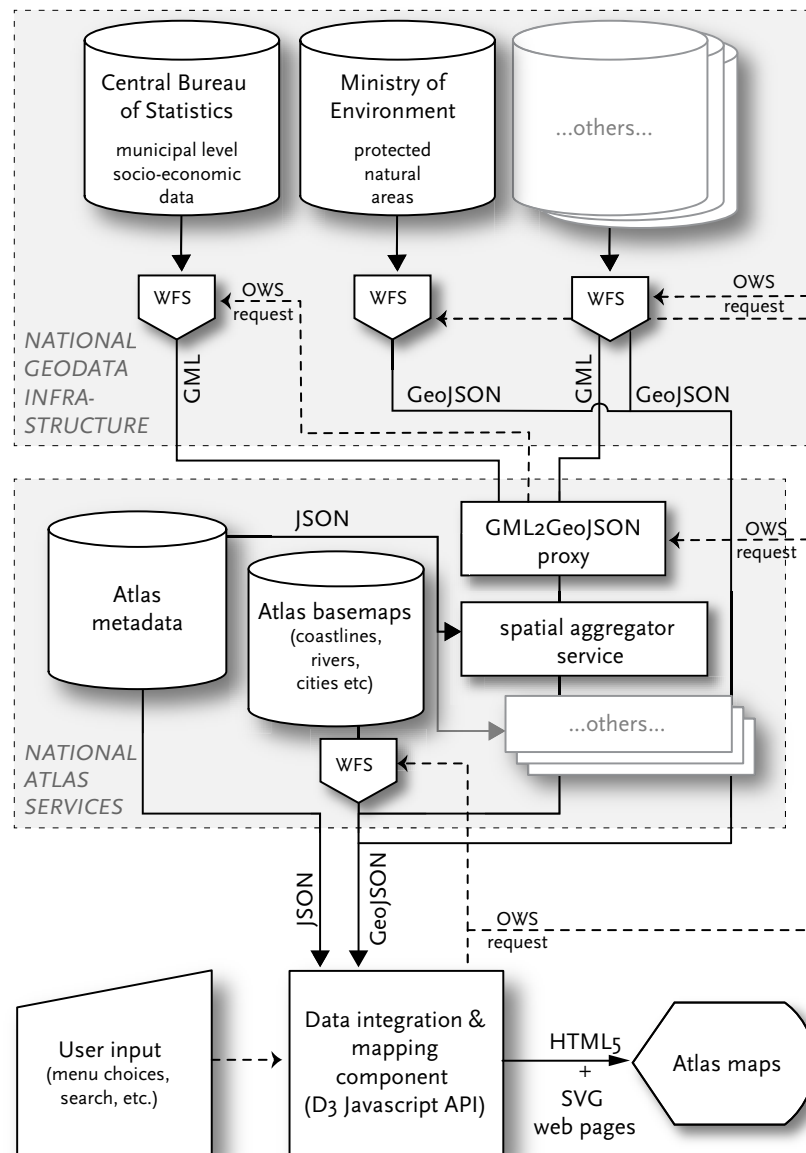 Central Bureau
of Statistics
municipal level
socio-economic
data
Ministry of
Environment
protected
natural
areas
...others...
WFS
OWS
request
WFS
WFS
OWS
request
NATIONAL
GEODATA
INFRA-
STRUCTURE
GML
GeoJSON
GML
GeoJSON
JSON
GML2GeoJSON
proxy
OWS
request
Atlas
metadata
Atlas basemaps
(coastlines,
rivers,
cities etc)
spatial aggregator
service
...others...
NATIONAL
ATLAS
SERVICES
WFS
JSON
GeoJSON
OWS
request
User input
(menu choices,
search, etc.)
Data integration &
mapping
component
(D3 Javascript API)
HTML5
+
SVG
web pages
Atlas maps